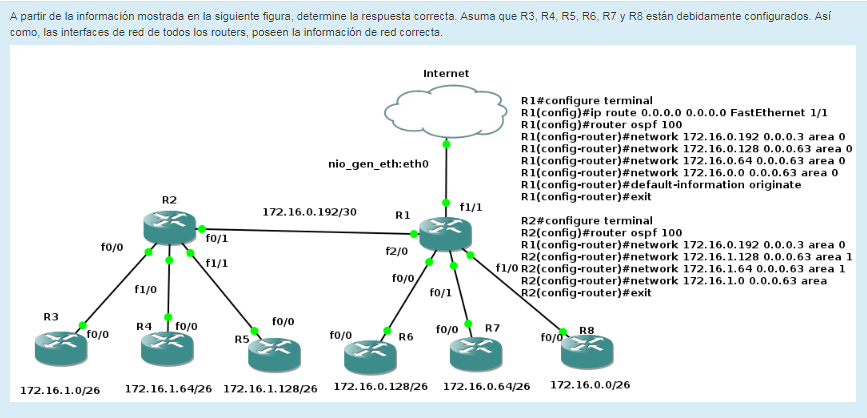 A partir de la información mostrada en la siguiente figura, determine la respuesta correcta. Asuma que R3, R4, R5, R6, R7 y R8 están debidamente configurados. Así
como, las interfaces de red de todos los routers, poseen la información de red correcta.
Internet
R1#configure terminal
R1(config)#ip route 0.0.0.0 0.0.0.0 FastEthernet 1/1
R1(config)#router ospf 100
R1(config-router)#network 172.16.0.192 0.0.0.3 area 0
R1(config-router)#network 172.16.0.128 0.0.0.63 area 0
R1(config-router)#network 172.16.0.64 0.0.0.63 area 0
R1(config-router)#network 172.16.0.0 0.0.0.63 area 0
R1(config-router)#default-information originate
R1(config-router)#exit
nio_gen_eth:eth0
R2
172.16.0.192/30
R1
f1/1
R2#configure terminal
R2(config)#router ospf 100
R1(config-router)#network 172.16.0.192 0.0.0.3 area 0
R2(config-router)#network 172.16.1.128 0.0.0.63 area 1
R2(config-router)#network 172.16.1.64 0.0.0.63 area 1
R2(config-router)#network 172.16.1.0 0.0.0.63 area
R2(config-router)#exit
f0/0
f0/1
f2/0
f1/1
f1/0
f0/0
f1/0
f0/1
R3
f0/0
R4
f0/0
R5
f0/0
f0/0
R6
f0/0
R7
f0/0
R8
172.16.1.0/26
172.16.1.64/26
172.16.1.128/26
172.16.0.128/26
172.16.0.64/26
172.16.0.0/26